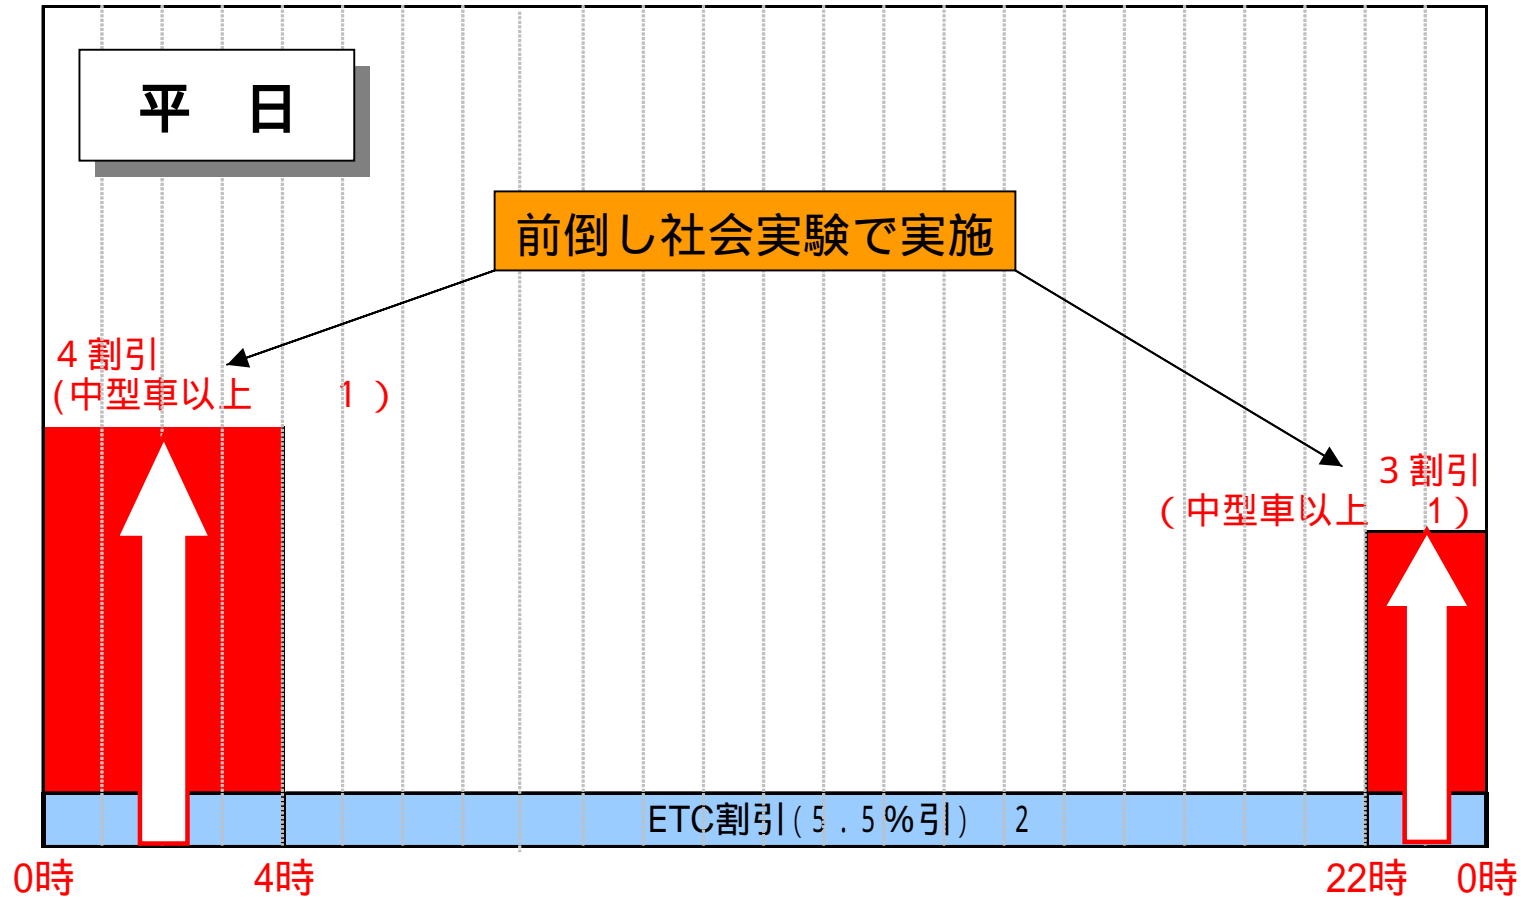 平　日
前倒し社会実験で実施
４割引
(中型車以上　　１）
３割引
（中型車以上　　１）
ETC割引(５．５％引)　２
0時
4時
22時
0時